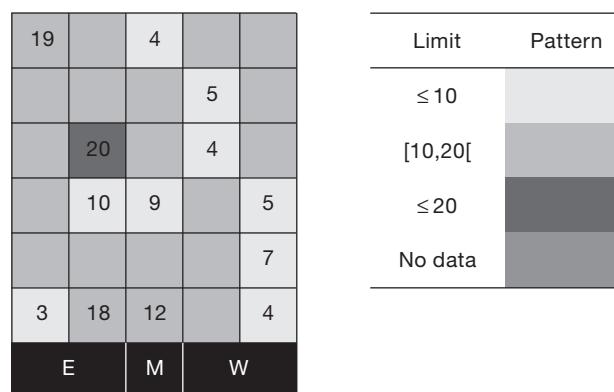 19 4
5
20 4
10 9 5
7
3 18 12 4
E M W
Limit Pattern
≤ 10
[10,20[
≤ 20
No data